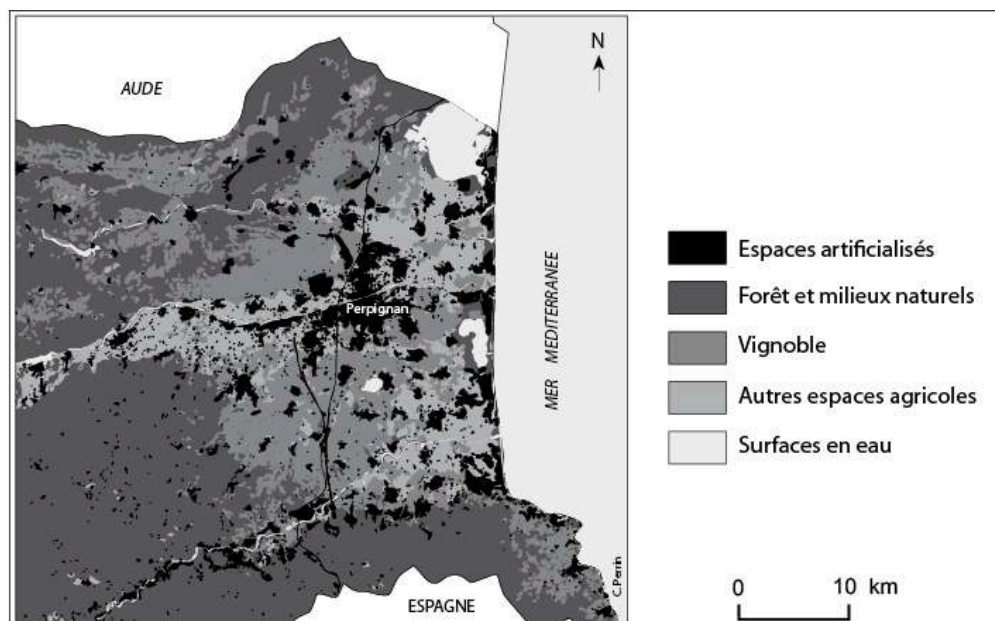 AUDE
N
Perpignan
MER MEDITERRANEE
ESPAGNE
C. Perrin
Espaces artificialisés
Forêt et milieux naturels
Vignoble
Autres espaces agricoles
Surfaces en eau
0 10 km